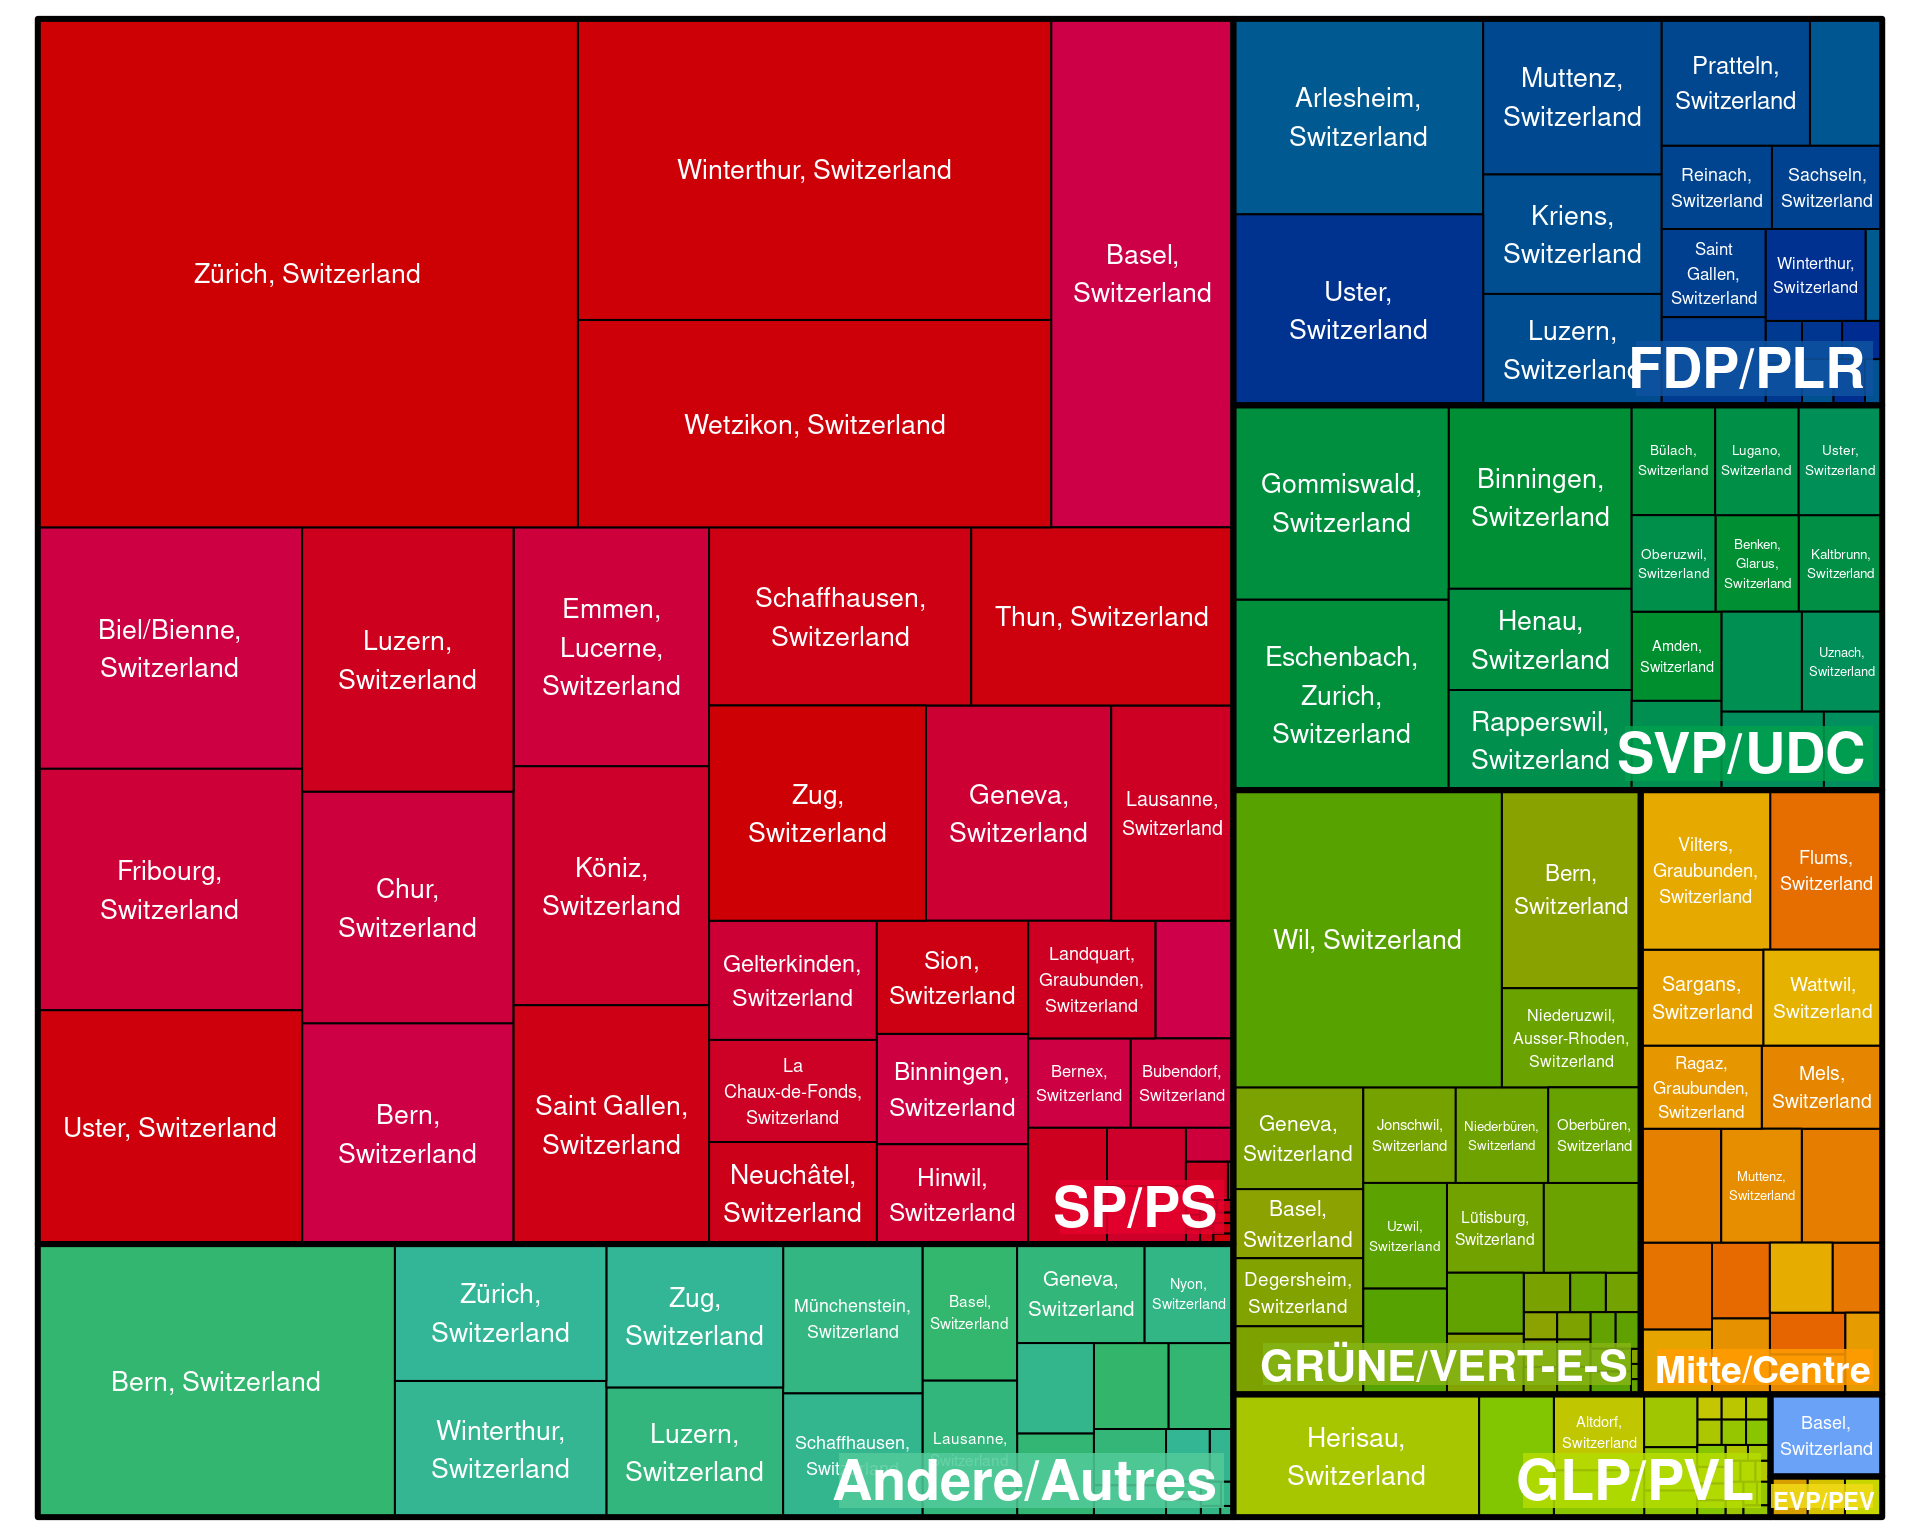 Zürich, Switzerland
Winterthur, Switzerland
Wetzikon, Switzerland
Basel,
Switzerland
Biel/Bienne,
Switzerland
Fribourg,
Switzerland
Uster, Switzerland
Luzern,
Switzerland
Chur,
Switzerland
Bern,
Switzerland
Emmen,
Lucerne,
Switzerland
Köniz,
Switzerland
Saint Gallen,
Switzerland
Schaffhausen,
Switzerland
Thun, Switzerland
Zug,
Switzerland
Geneva,
Switzerland
Lausanne,
Switzerland
Gelterkinden,
Switzerland
La
Chaux-de-Fonds,
Switzerland
Neuchâtel,
Switzerland
Sion,
Switzerland
Binningen,
Switzerland
Hinwil,
Switzerland
Landquart,
Graubunden,
Switzerland
Bernex,
Switzerland
Bubendorf,
Switzerland
SP/PS
Bern, Switzerland
Zürich,
Switzerland
Winterthur,
Switzerland
Zug,
Switzerland
Luzern,
Switzerland
Münchenstein,
Switzerland
Schaffhausen,
Switzerland
Basel,
Switzerland
Lausanne,
Switzerland
Geneva,
Switzerland
Nyon,
Switzerland
Andere/Autres
Arlesheim,
Switzerland
Uster,
Switzerland
Muttenz,
Switzerland
Kriens,
Switzerland
Luzern,
Switzerland
Pratteln,
Switzerland
Reinach,
Switzerland
Sachseln,
Switzerland
Saint
Gallen,
Switzerland
Winterthur,
Switzerland
FDP/PLR
Gommiswald,
Switzerland
Eschenbach,
Zurich,
Switzerland
Binningen,
Switzerland
Henau,
Switzerland
Rapperswil,
Switzerland
Bülach,
Switzerland
Lugano,
Switzerland
Uster,
Switzerland
Oberuzwil,
Switzerland
Benken,
Glarus,
Switzerland
Kaltbrunn,
Switzerland
Amden,
Switzerland
Uznach,
Switzerland
SVP/UDC
Wil, Switzerland
Bern,
Switzerland
Niederuzwil,
Ausser-Rhoden,
Switzerland
Geneva,
Switzerland
Basel,
Switzerland
Degersheim,
Switzerland
Jonschwil,
Switzerland
Niederbüren,
Switzerland
Oberbüren,
Switzerland
Uzwil,
Switzerland
Lütisburg,
Switzerland
GRÜNE/VERT-E-S
Vilters,
Graubunden,
Switzerland
Flums,
Switzerland
Sargans,
Switzerland
Wattwil,
Switzerland
Ragaz,
Graubunden,
Switzerland
Mels,
Switzerland
Muttenz,
Switzerland
Mitte/Centre
Herisau,
Switzerland
Altdorf,
Switzerland
GLP/PVL
Basel,
Switzerland
EVP/PEV